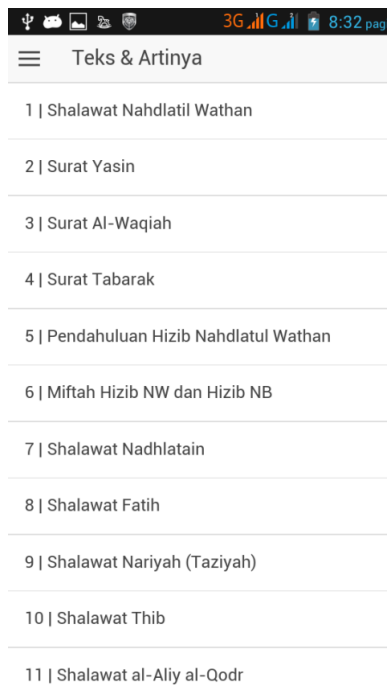 3G G 8:32 pag
Teks & Artinya
1 | Shalawat Nahdlatil Wathan
2 | Surat Yasin
3 | Surat Al-Waqiah
4 | Surat Tabarak
5 | Pendahuluan Hizib Nahdlatul Wathan
6 | Miftah Hizib NW dan Hizib NB
7 | Shalawat Nadhlatain
8 | Shalawat Fatih
9 | Shalawat Nariyah (Taziyah)
10 | Shalawat Thib
11 | Shalawat al-Aliy al-Qodr